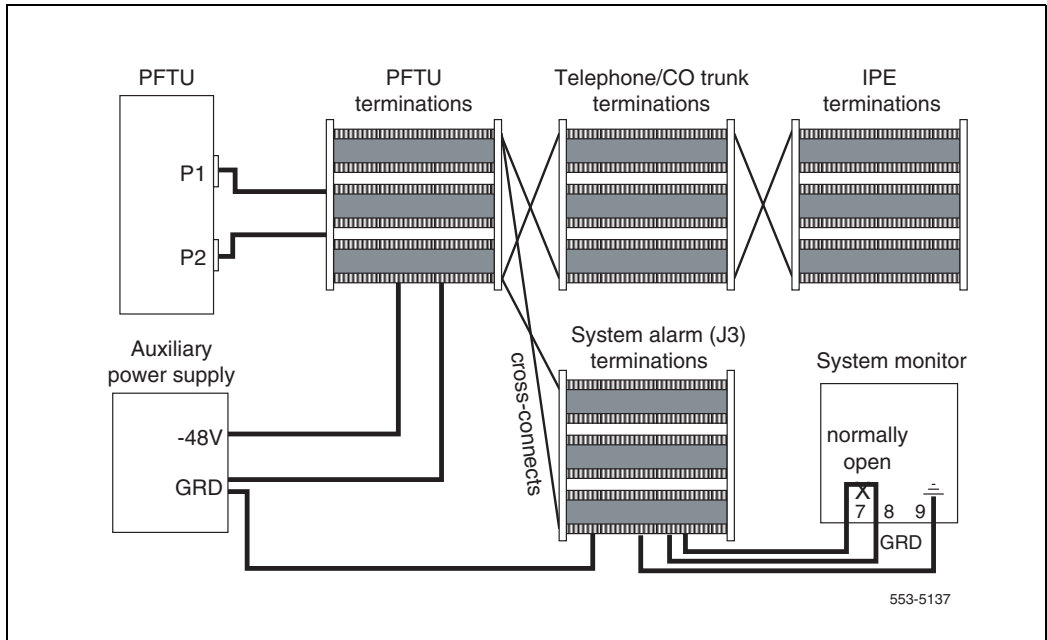 PFTU
PFTU
terminations
Telephone/CO trunk
terminations
IPE
terminations
P1
P2
Auxiliary
power supply
-48V
GRD
cross-connects
System alarm (J3)
terminations
System monitor
normally
open
X
7 8 9
GRD
553-5137